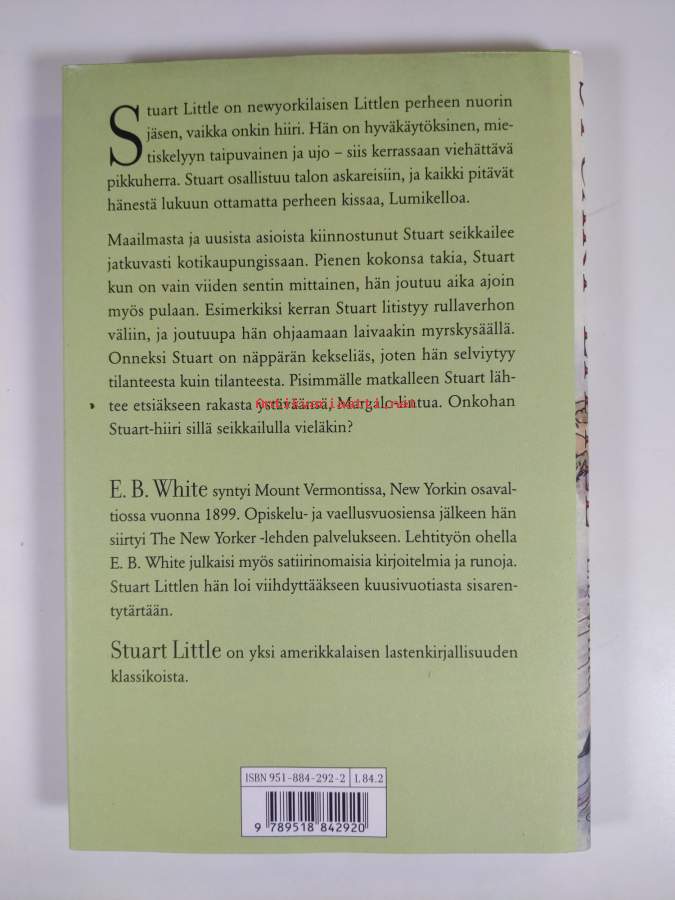 Stuart Little on newyorkilaisen Littlen perheen nuorin
jäsen, vaikka onkin hiiri. Hän on hyväkäytöksinen, mie-
tiskelyyn taipuvainen ja ujo – siis kerrassaan viehättävä
pikkuherra. Stuart osallistuu talon askareisiin, ja kaikki pitävät
hänestä lukuun ottamatta perheen kissaa, Lumikelloa.
Maailmasta ja uusista asioista kiinnostunut Stuart seikkailee
jatkuvasti kotikaupungissaan. Pienen kokonsa takia, Stuart
kun on vain viiden sentin mittainen, hän joutuu aika ajoin
myös pulaan. Esimerkiksi kerran Stuart litistyy rullaverhon
väliin, ja joutuupa hän ohjaamaan laivaakin myrskysäällä.
Onneksi Stuart on näppärän kekseliäs, joten hän selviytyy
tilanteesta kuin tilanteesta. Pisimmälle matkalleen Stuart läh-
tee etsiäkseen rakasta ystäväänsä, Margalo-lintua. Onkohan
Stuart-hiiri sillä seikkailulla vieläkin?
E. B. White syntyi Mount Vermontissa, New Yorkin osaval-
tiossa vuonna 1899. Opiskelu- ja vaellusvuosiensa jälkeen hän
siirtyi The New Yorker -lehden palvelukseen. Lehtityön ohella
E. B. White julkaisi myös satiirinomaisia kirjoitelmia ja runoja.
Stuart Littlen hän loi viihdyttääkseen kuusivuotiasta sisaren-
tytärtään.
Stuart Little on yksi amerikkalaisen lastenkirjallisuuden
klassikoista.
ISBN 951-884-292-2 1.84.2
9 789518 842920